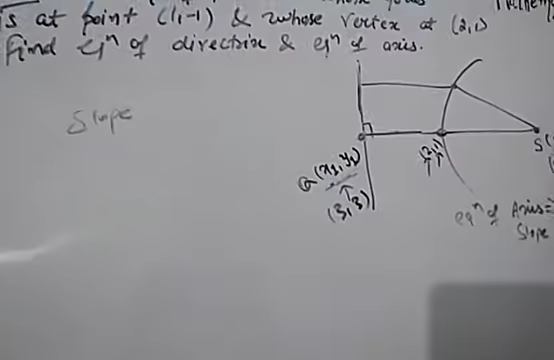 is at point (1,-1) & whose vertex at (2,1)
Find eqⁿ of directrix & eqⁿ of axis.
Slope
S(
(2,1)
G(x₁,y₁)
(3,3)
eqⁿ of Axis=
Slope